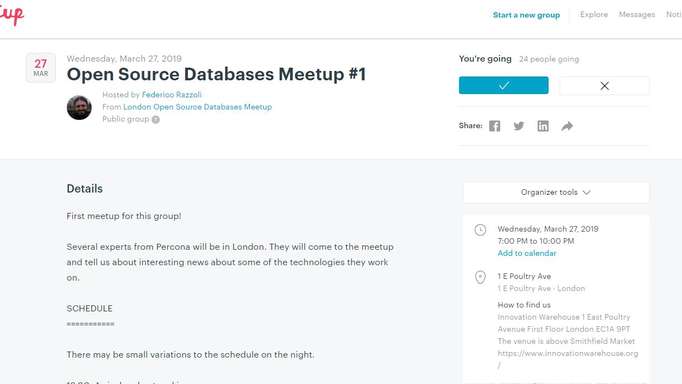 Start a new group
Explore
Messages
27
MAR
Wednesday, March 27, 2019
Open Source Databases Meetup #1
Hosted by Federico Razzoli
From London Open Source Databases Meetup
Public group ?
You're going
24 people going
Share:
Details
First meetup for this group!
Several experts from Percona will be in London. They will come to the meetup
and tell us about interesting news about some of the technologies they work
on.
SCHEDULE
===========
There may be small variations to the schedule on the night.
Organizer tools
Wednesday, March 27, 2019
7:00 PM to 10:00 PM
Add to calendar
1 E Poultry Ave
1 E Poultry Ave · London
How to find us
Innovation Warehouse 1 East Poultry
Avenue First Floor London EC1A 9PT
The venue is above Smithfield Market
https://www.innovationwarehouse.org
/